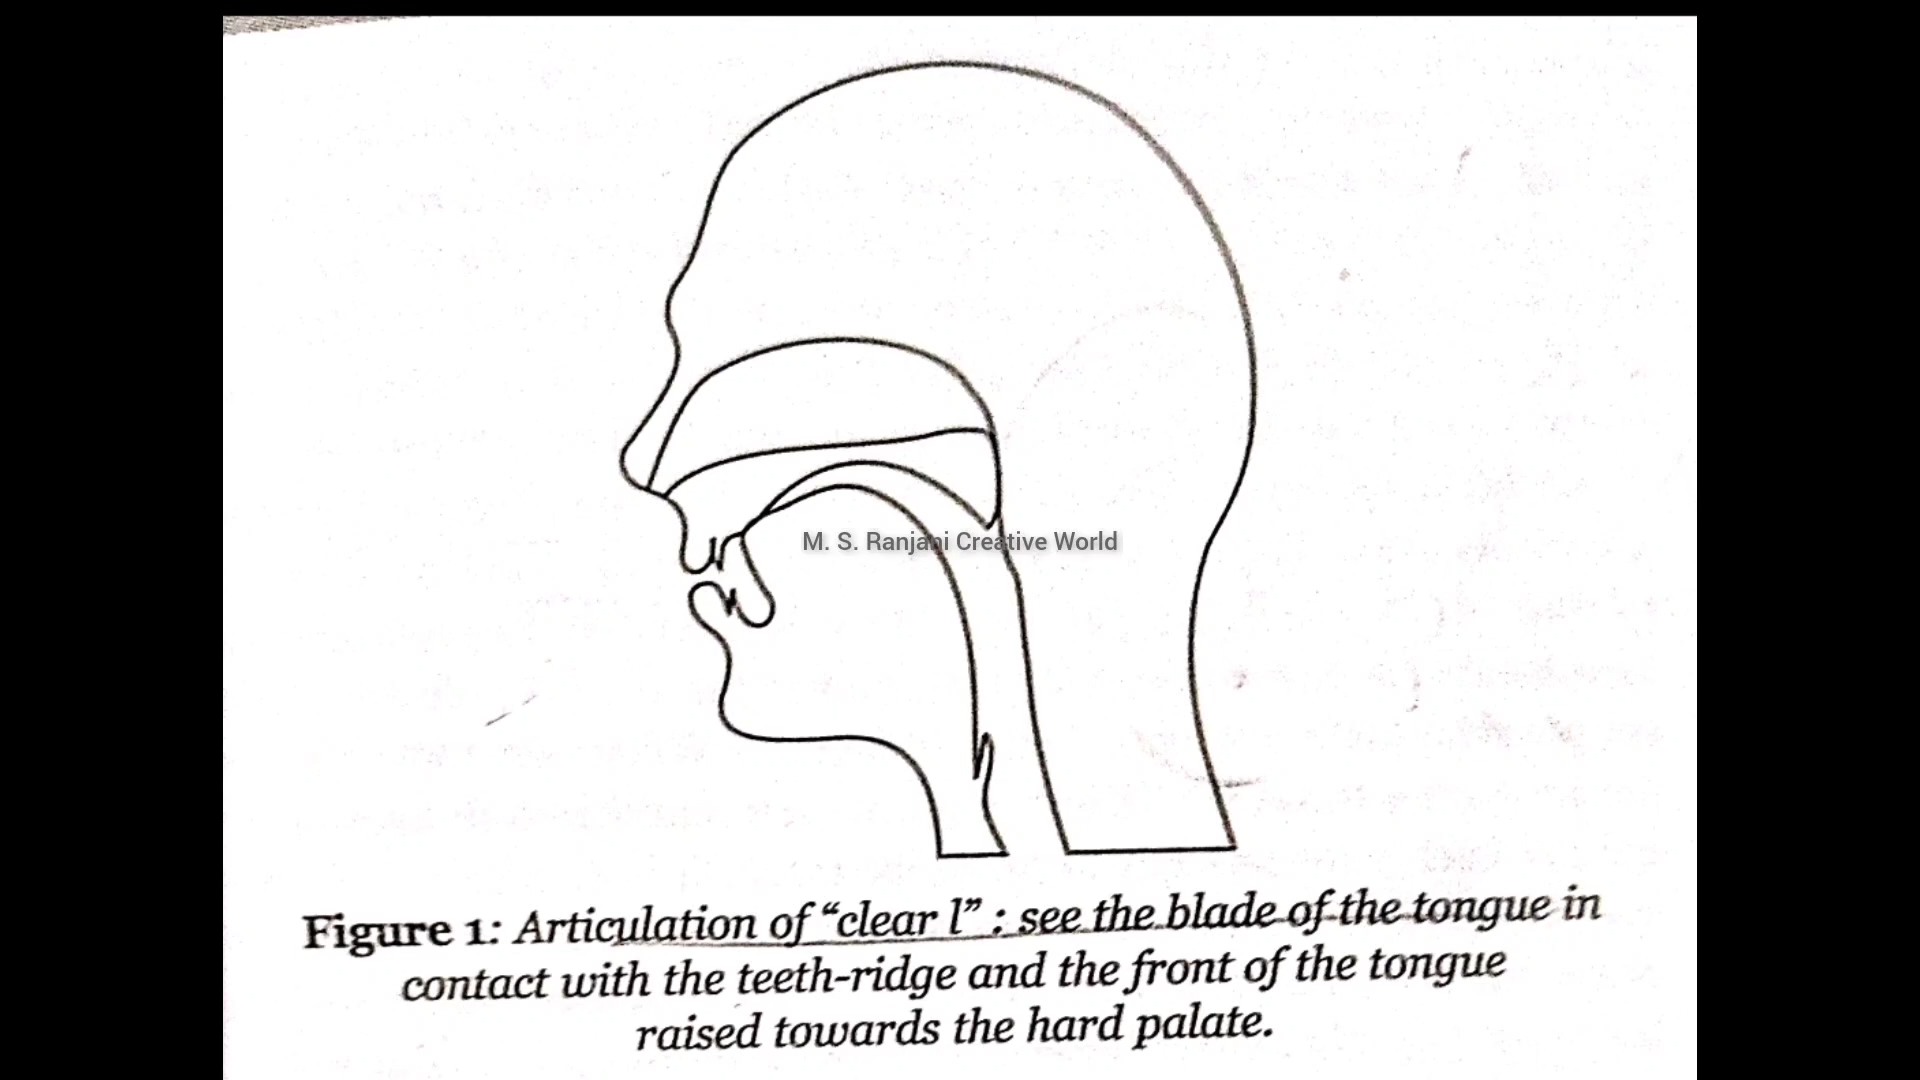 M. S. Ranjani Creative World
Figure 1: Articulation of “clear l” : see the blade of the tongue in
contact with the teeth-ridge and the front of the tongue
raised towards the hard palate.